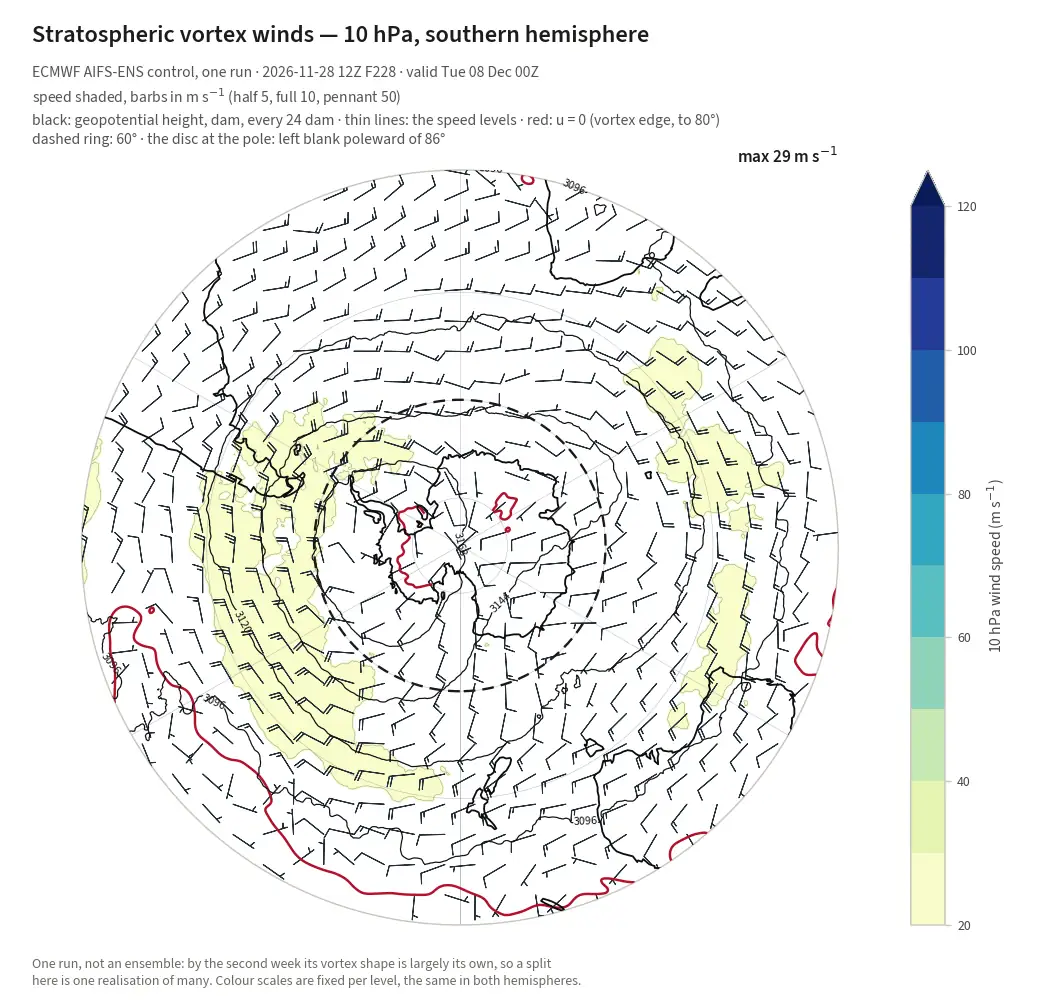 Stratospheric vortex winds — 10 hPa, southern hemisphere
ECMWF AIFS-ENS control, one run · 2026-11-28 12Z F228 · valid Tue 08 Dec 00Z
speed shaded, barbs in m s⁻¹ (half 5, full 10, pennant 50)
black: geopotential height, dam, every 24 dam · thin lines: the speed levels · red: u = 0 (vortex edge, to 80°)
dashed ring: 60° · the disc at the pole: left blank poleward of 86°
max 29 m s⁻¹
3096
120
100
80
60
40
20
10 hPa wind speed (m s⁻¹)
3144
3120
3096
3096
3096
One run, not an ensemble: by the second week its vortex shape is largely its own, so a split
here is one realisation of many. Colour scales are fixed per level, the same in both hemispheres.